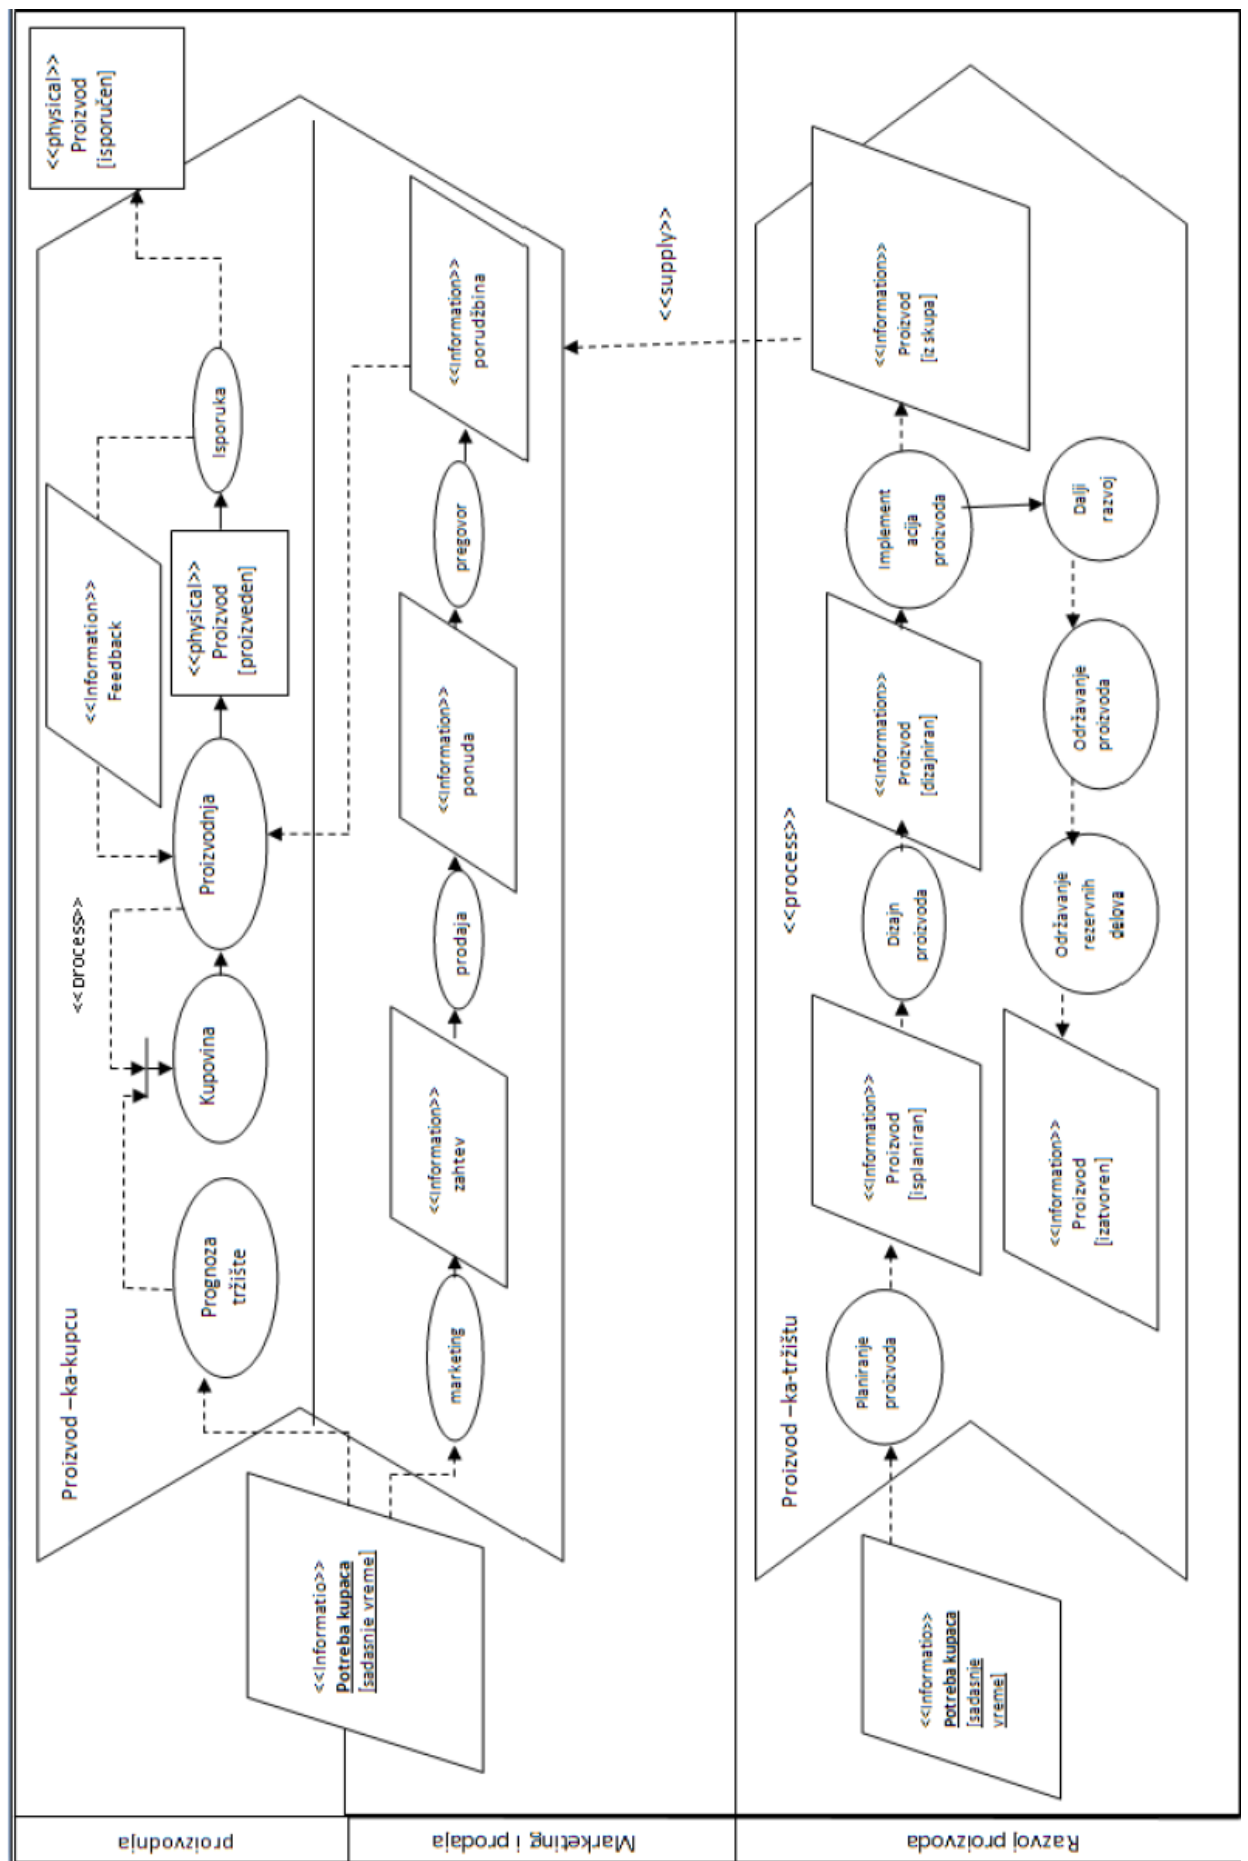 proizvodnja
Proizvod –ka-kupcu
<<process>>
Prognoza
tržište
Kupovina
Proizvodnja
<<Information>>
Feedback
<<physical>>
Proizvod
[proizveden]
Isporuka
<<physical>>
Proizvod
[isporučen]
Marketing i prodaja
<<Informatio>>
Potreba kupaca
[sadasnje vreme]
marketing
<<Information>>
zahtev
prodaja
<<Information>>
ponuda
pregovor
<<Information>>
porudžbina
<<supply>>
Razvoj proizvoda
Proizvod –ka-tržištu
<<process>>
<<Informatio>>
Potreba kupaca
[sadasnje
vreme]
Planiranje
proizvoda
<<Information>>
Proizvod
[isplaniran]
Dizajn
proizvoda
<<Information>>
Proizvod
[dizajniran]
Implement
acija
proizvoda
<<Information>>
Proizvod
[iz skupa]
Dalji
razvoj
Održavanje
proizvoda
Održavanje
rezervnih
delova
<<Information>>
Proizvod
[izatvoren]